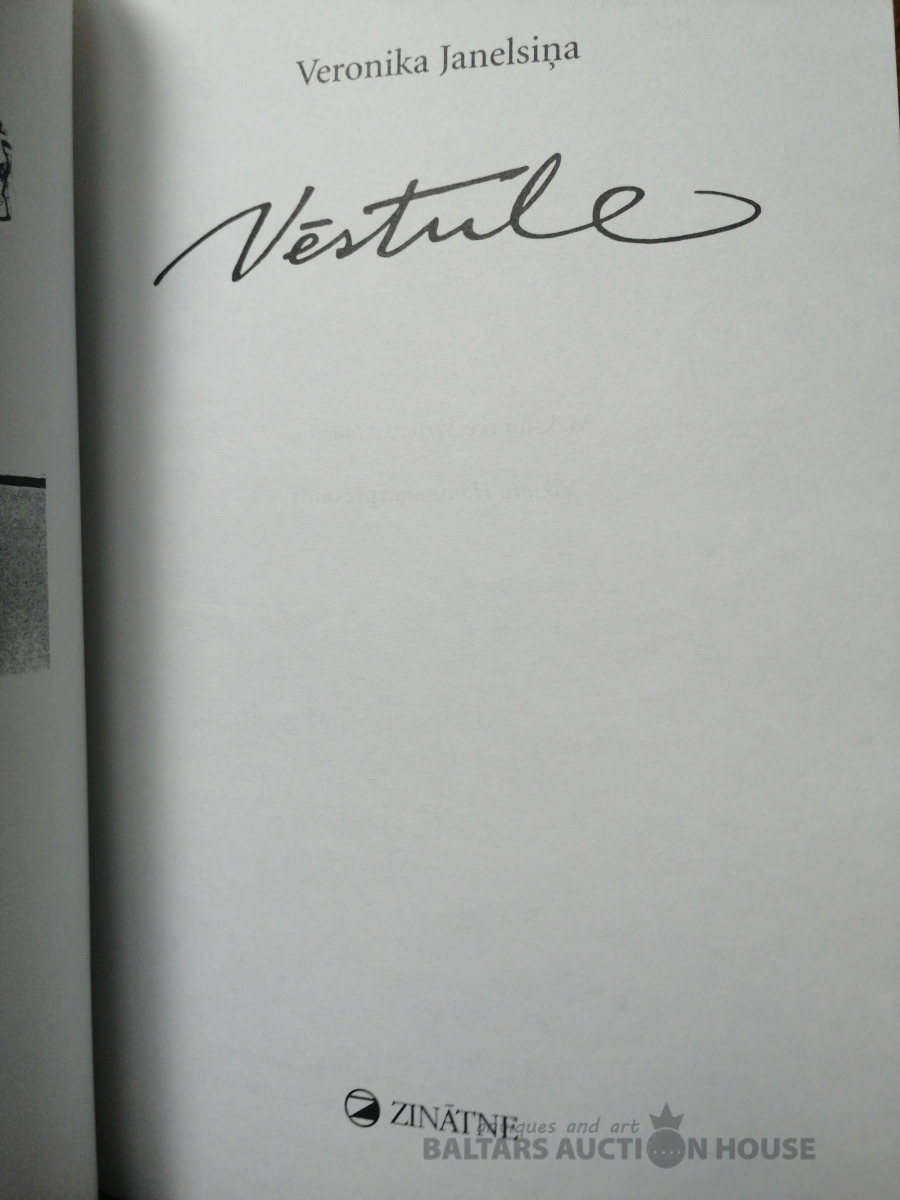 Veronika Janelsiņa
Vēstule
ZINĀTNE
antiques and art
BALTARS AUCTION HOUSE